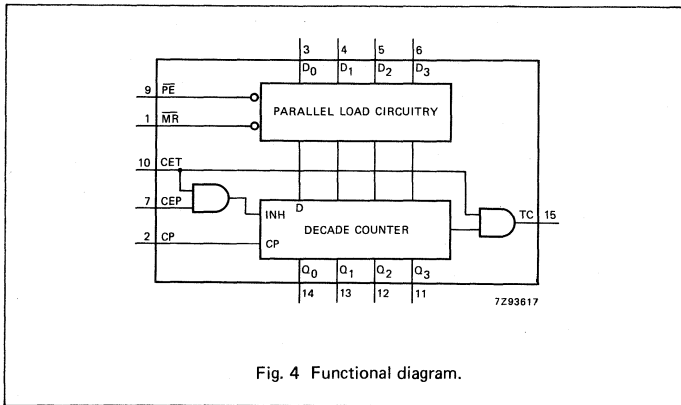 3 4 5 6
D0 D1 D2 D3
9 PE
PARALLEL LOAD CIRCUITRY
1 MR
10 CET
7 CEP
D
INH
TC 15
DECADE COUNTER
2 CP
CP
Q0 Q1 Q2 Q3
14 13 12 11
7Z93617
Fig. 4 Functional diagram.